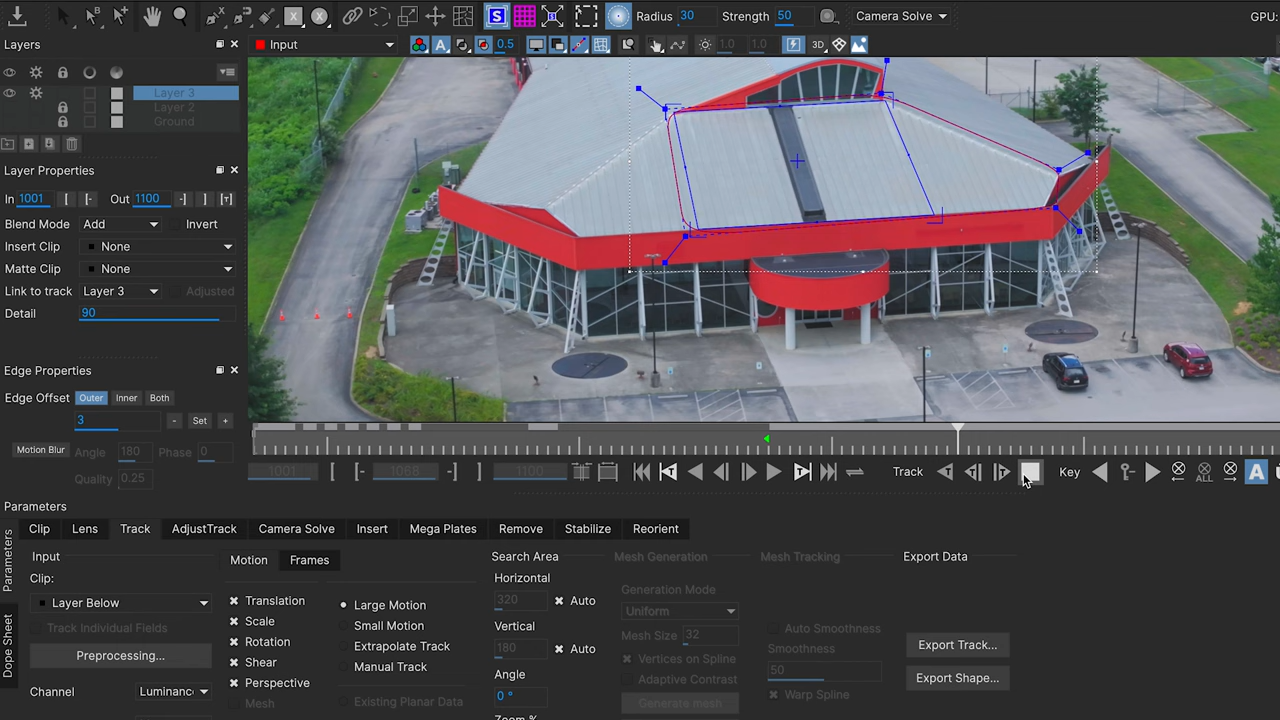 Radius 30 Strength 50 Camera Solve GPU:
Layers
Input
0.5
1.0 1.0
3D
Layer 3
Layer 2
Ground
Layer Properties
In 1001 Out 1100
Blend Mode Add Invert
Insert Clip None
Matte Clip None
Link to track Layer 3 Adjusted
Detail 90
Edge Properties
Edge Offset Outer Inner Both
3 - Set +
Motion Blur Angle 180 Phase 0
Quality 0.25
1001 1068 1100 Track Key ALL A
Parameters
Clip Lens Track AdjustTrack Camera Solve Insert Mega Plates Remove Stabilize Reorient
Parameters
Dope Sheet
Input
Clip:
Layer Below
Track Individual Fields
Preprocessing...
Channel Luminanc
Motion Frames
Translation
Scale
Rotation
Shear
Perspective
Mesh
Large Motion
Small Motion
Extrapolate Track
Manual Track
Existing Planar Data
Search Area
Horizontal
320 Auto
Vertical
180 Auto
Angle
0 °
Zoom %
Mesh Generation
Generation Mode
Uniform
Mesh Size 32
Vertices on Spline
Adaptive Contrast
Generate mesh
Mesh Tracking
Auto Smoothness
Smoothness
50
Warp Spline
Export Data
Export Track...
Export Shape...